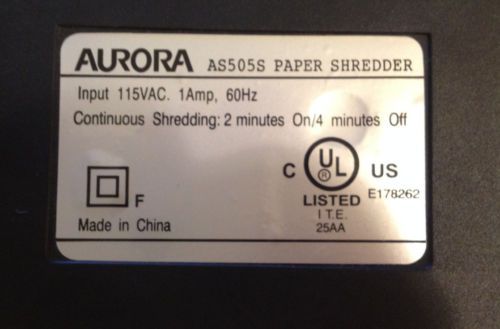 AURORA AS505S PAPER SHREDDER
Input 115VAC. 1Amp, 60Hz
Continuous Shredding: 2 minutes On/4 minutes Off
C UL ® US
F
LISTED E178262
I.T.E.
Made in China 25AA